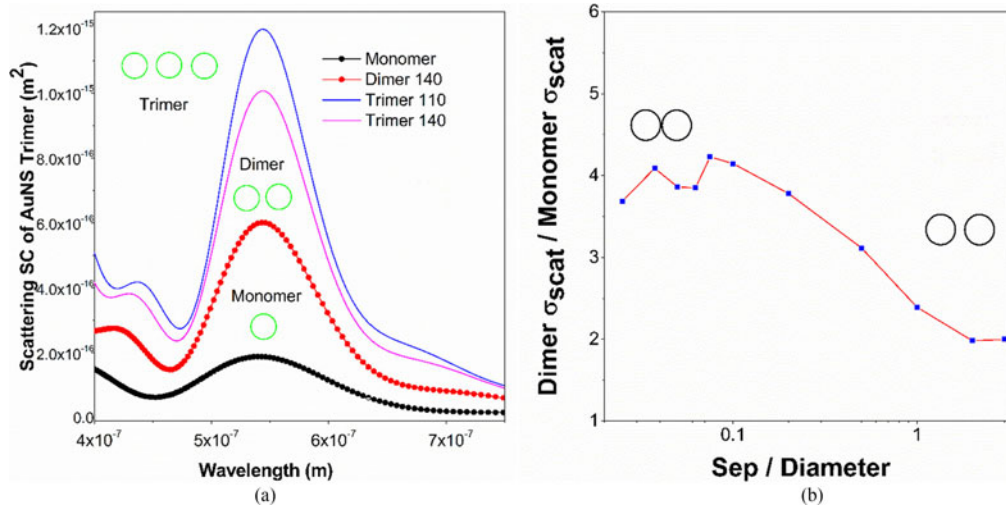 1.2x10-15
1.0x10-15
8.0x10-16
6.0x10-16
4.0x10-16
2.0x10-16
0.0
Scattering SC of AuNS Trimer (m2)
Trimer
Dimer
Monomer
Monomer
Dimer 140
Trimer 110
Trimer 140
4x10-7
5x10-7
6x10-7
7x10-7
Wavelength (m)
(a)
6
5
4
3
2
1
Dimer σscat / Monomer σscat
0.1
1
Sep / Diameter
(b)